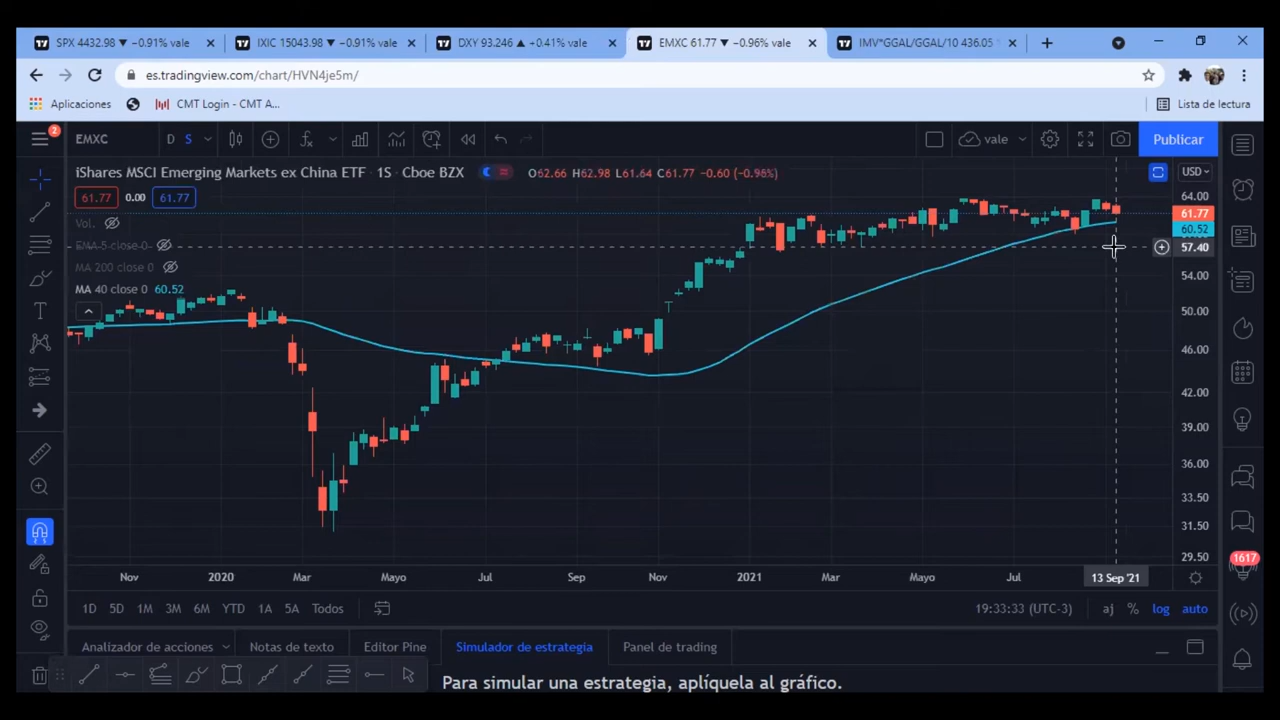 SPX 4432.98 ▼ −0.91% vale
IXIC 15043.98 ▼ −0.91% vale
DXY 93.246 ▲ +0.41% vale
EMXC 61.77 ▼ −0.96% vale
IMV*GGAL/GGAL/10 436.05
es.tradingview.com/chart/HVN4je5m/
Aplicaciones
CMT Login - CMT A...
Lista de lectura
2
EMXC
D
S
vale
Publicar
iShares MSCI Emerging Markets ex China ETF · 1S · Cboe BZX
O62.66 H62.98 L61.64 C61.77 −0.60 (−0.96%)
USD
61.77
0.00
61.77
Vol.
EMA 5 close 0
MA 200 close 0
MA 40 close 0 60.52
64.00
61.77
60.52
57.40
54.00
50.00
46.00
42.00
39.00
36.00
33.50
31.50
29.50
Nov
2020
Mar
Mayo
Jul
Sep
Nov
2021
Mar
Mayo
Jul
13 Sep '21
1617
1D
5D
1M
3M
6M
YTD
1A
5A
Todos
19:33:33 (UTC-3)
aj
%
log
auto
Analizador de acciones
Notas de texto
Editor Pine
Simulador de estrategia
Panel de trading
Para simular una estrategia, aplíquela al gráfico.